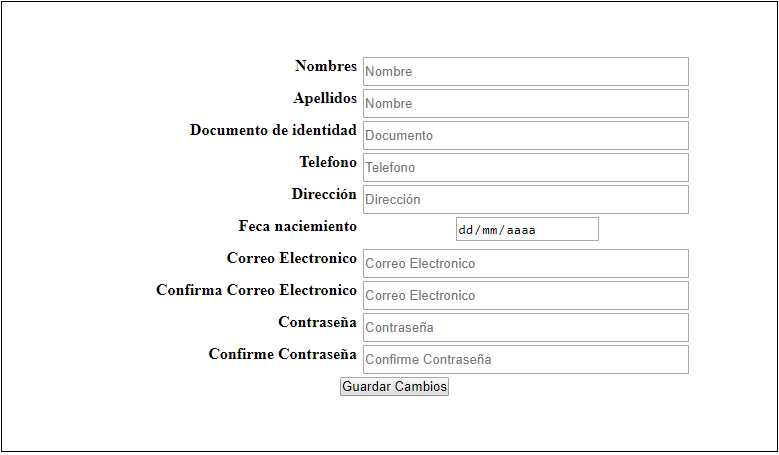 Nombres Nombre
Apellidos Nombre
Documento de identidad Documento
Telefono Telefono
Dirección Dirección
Feca naciemiento dd/mm/aaaa
Correo Electronico Correo Electronico
Confirma Correo Electronico Correo Electronico
Contraseña Contraseña
Confirme Contraseña Confirme Contraseña
Guardar Cambios